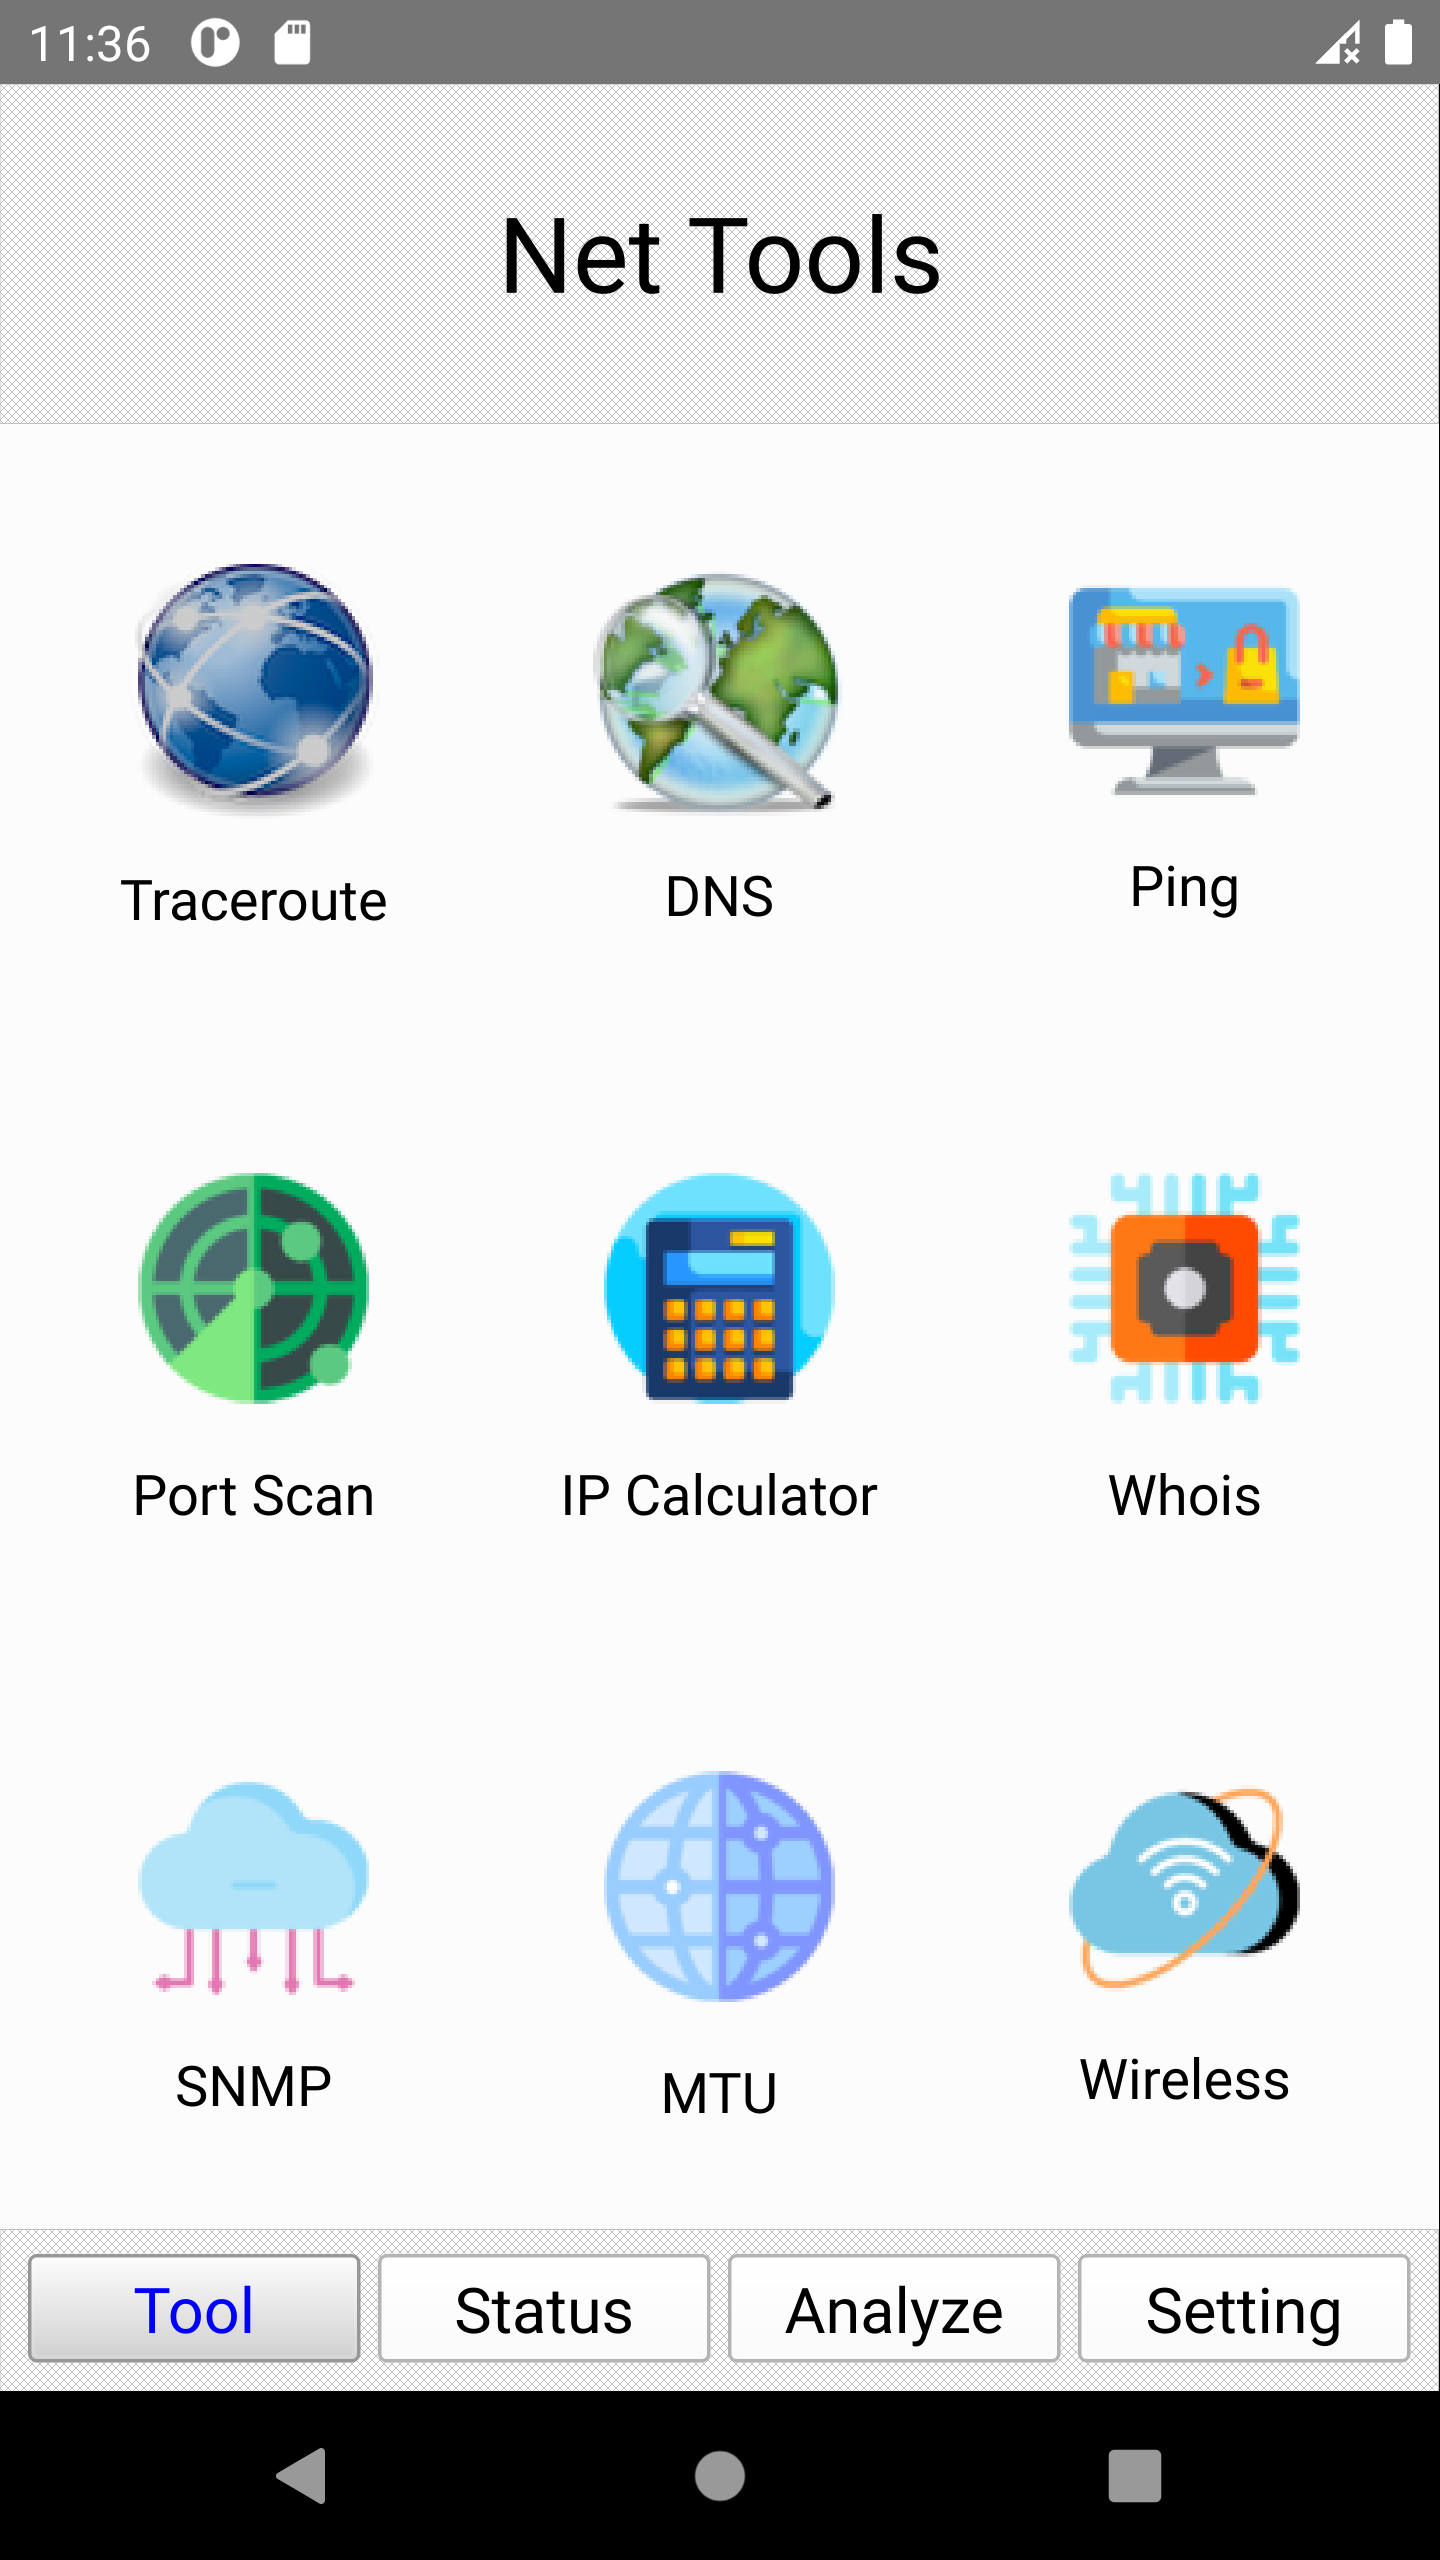 11:36
Net Tools
Traceroute
DNS
Ping
Port Scan
IP Calculator
Whois
SNMP
MTU
Wireless
Tool
Status
Analyze
Setting